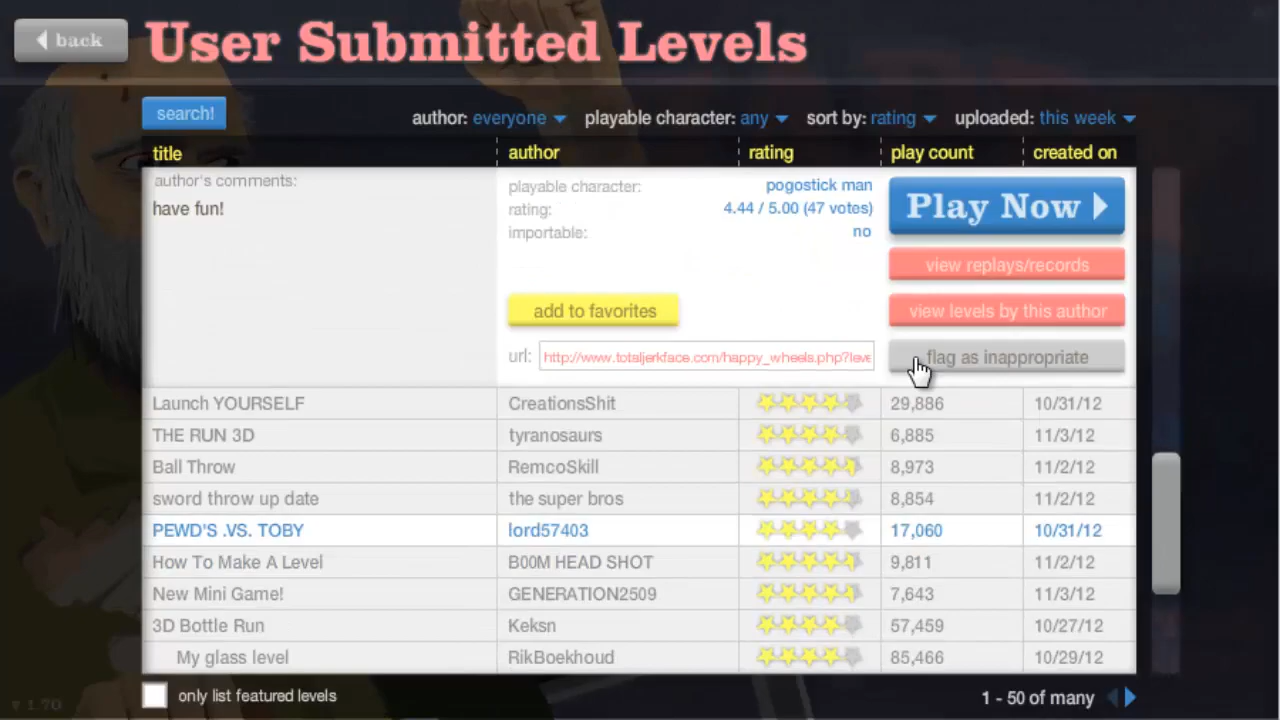 back
User Submitted Levels
search!
author: everyone playable character: any sort by: rating uploaded: this week
title author rating play count created on
author's comments:
have fun!
playable character: pogostick man
rating: 4.44 / 5.00 (47 votes)
importable: no
Play Now
view replays/records
add to favorites
view levels by this author
url: http://www.totaljerkface.com/happy_wheels.php?leve
flag as inappropriate
Launch YOURSELF CreationsShit 29,886 10/31/12
THE RUN 3D tyranosaurs 6,885 11/3/12
Ball Throw RemcoSkill 8,973 11/2/12
sword throw up date the super bros 8,854 11/2/12
PEWD'S .VS. TOBY lord57403 17,060 10/31/12
How To Make A Level B00M HEAD SHOT 9,811 11/2/12
New Mini Game! GENERATION2509 7,643 11/3/12
3D Bottle Run Keksn 57,459 10/27/12
My glass level RikBoekhoud 85,466 10/29/12
only list featured levels
1 - 50 of many
v 1.70